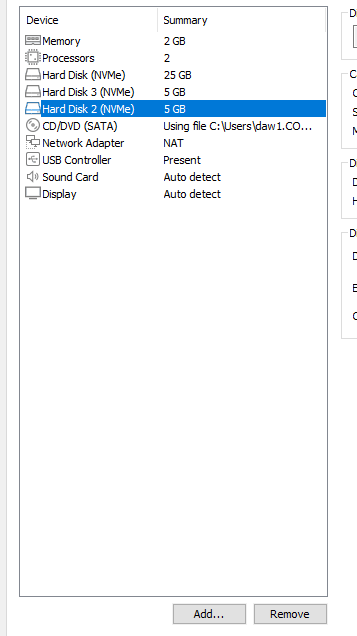 Device Summary
Memory 2 GB
Processors 2
Hard Disk (NVMe) 25 GB
Hard Disk 3 (NVMe) 5 GB
Hard Disk 2 (NVMe) 5 GB
CD/DVD (SATA) Using file C:\Users\daw1.CO...
Network Adapter NAT
USB Controller Present
Sound Card Auto detect
Display Auto detect
Add... Remove